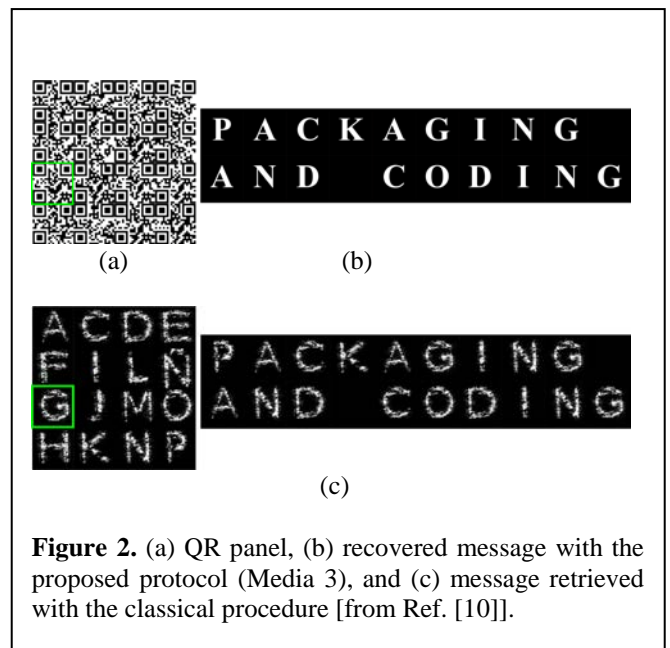 P A C K A G I N G
A N D C O D I N G
(a) (b)
A C D E
F I L Ñ
G J M O
H K N P
P A C K A G I N G
A N D C O D I N G
(c)
Figure 2. (a) QR panel, (b) recovered message with the
proposed protocol (Media 3), and (c) message retrieved
with the classical procedure [from Ref. [10]].